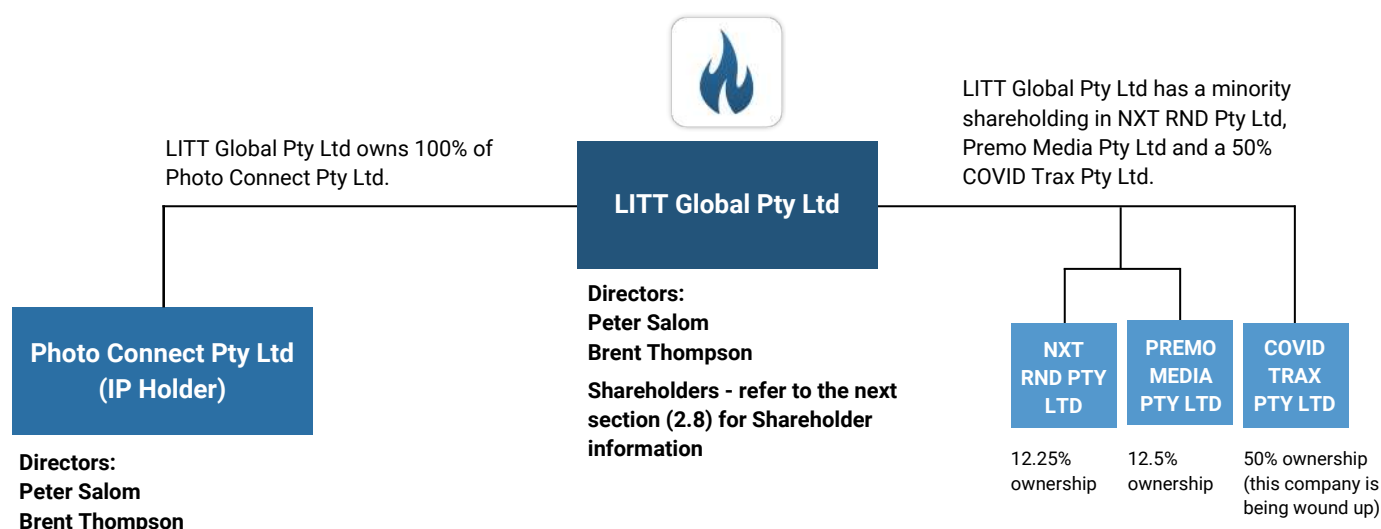 LITT Global Pty Ltd owns 100% of
Photo Connect Pty Ltd.
LITT Global Pty Ltd has a minority
shareholding in NXT RND Pty Ltd,
Premo Media Pty Ltd and a 50%
COVID Trax Pty Ltd.
LITT Global Pty Ltd
Directors:
Peter Salom
Brent Thompson
Shareholders - refer to the next
section (2.8) for Shareholder
information
Photo Connect Pty Ltd
(IP Holder)
Directors:
Peter Salom
Brent Thompson
NXT
RND PTY
LTD
12.25%
ownership
PREMO
MEDIA
PTY LTD
12.5%
ownership
COVID
TRAX
PTY LTD
50% ownership
(this company is
being wound up)